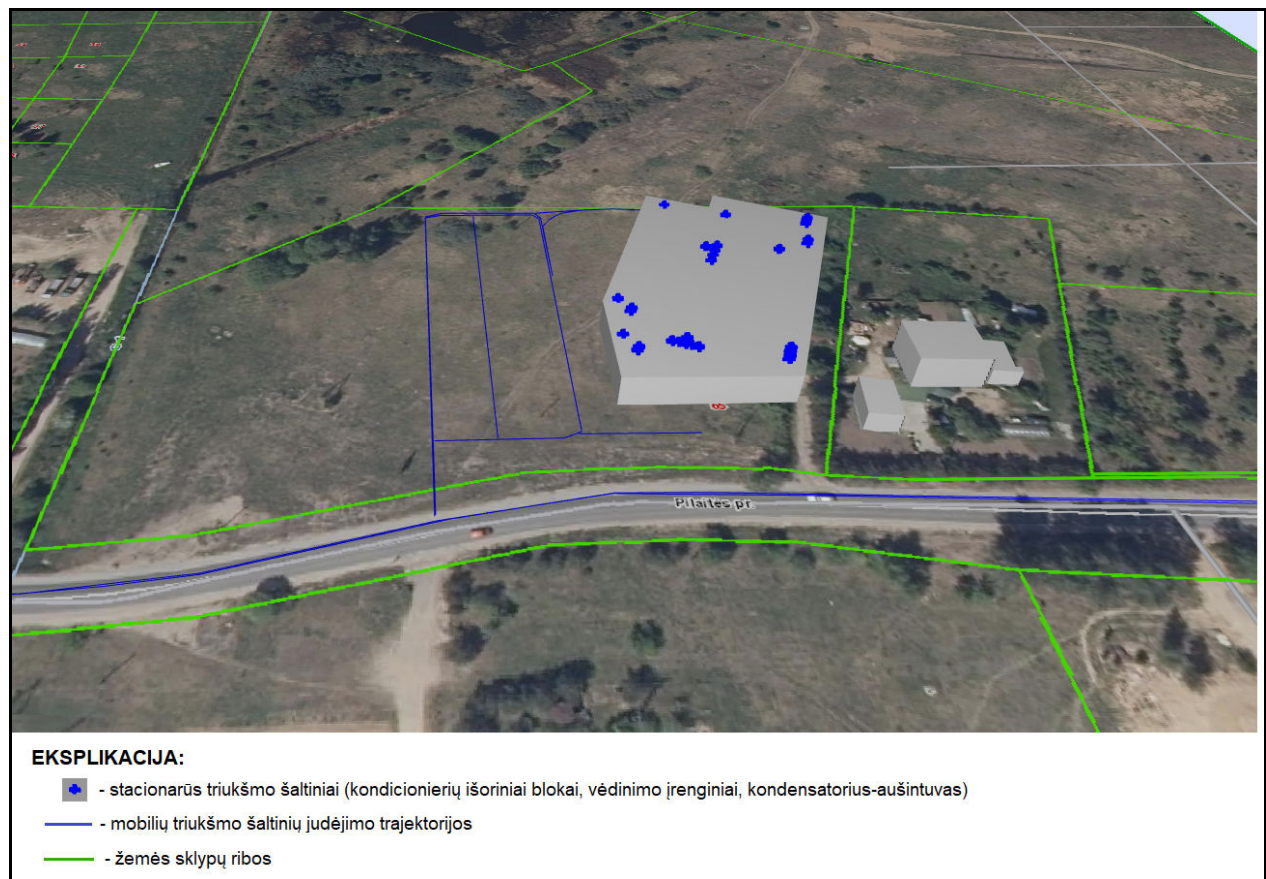 Pilaitės pr.
EKSPLIKACIJA:
- stacionarūs triukšmo šaltiniai (kondicionierių išoriniai blokai, vėdinimo įrenginiai, kondensatorius-aušintuvas)
- mobilių triukšmo šaltinių judėjimo trajektorijos
- žemės sklypų ribos